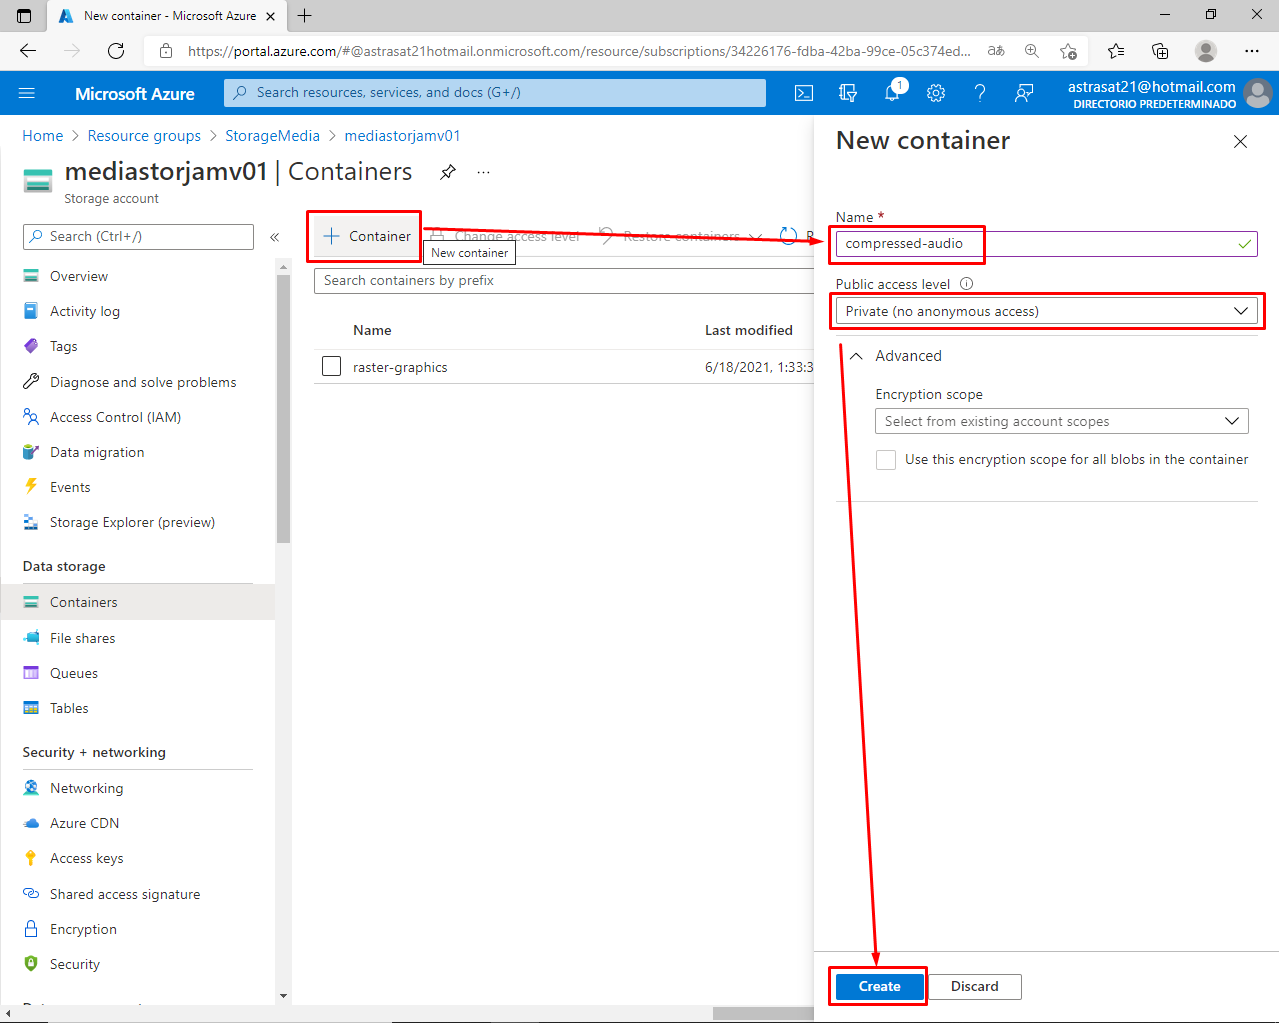 New container - Microsoft Azure
https://portal.azure.com/#@astrasat21hotmail.onmicrosoft.com/resource/subscriptions/34226176-fdba-42ba-99ce-05c374ed...
Microsoft Azure
Search resources, services, and docs (G+/)
1
astrasat21@hotmail.com
DIRECTORIO PREDETERMINADO
Home > Resource groups > StorageMedia > mediastorjamv01
mediastorjamv01 | Containers
Storage account
Search (Ctrl+/)
Overview
Activity log
Tags
Diagnose and solve problems
Access Control (IAM)
Data migration
Events
Storage Explorer (preview)
Data storage
Containers
File shares
Queues
Tables
Security + networking
Networking
Azure CDN
Access keys
Shared access signature
Encryption
Security
+ Container
Change access level
Restore containers
New container
Search containers by prefix
Name Last modified
raster-graphics 6/18/2021, 1:33:3
New container
Name *
compressed-audio
Public access level
Private (no anonymous access)
Advanced
Encryption scope
Select from existing account scopes
Use this encryption scope for all blobs in the container
Create Discard